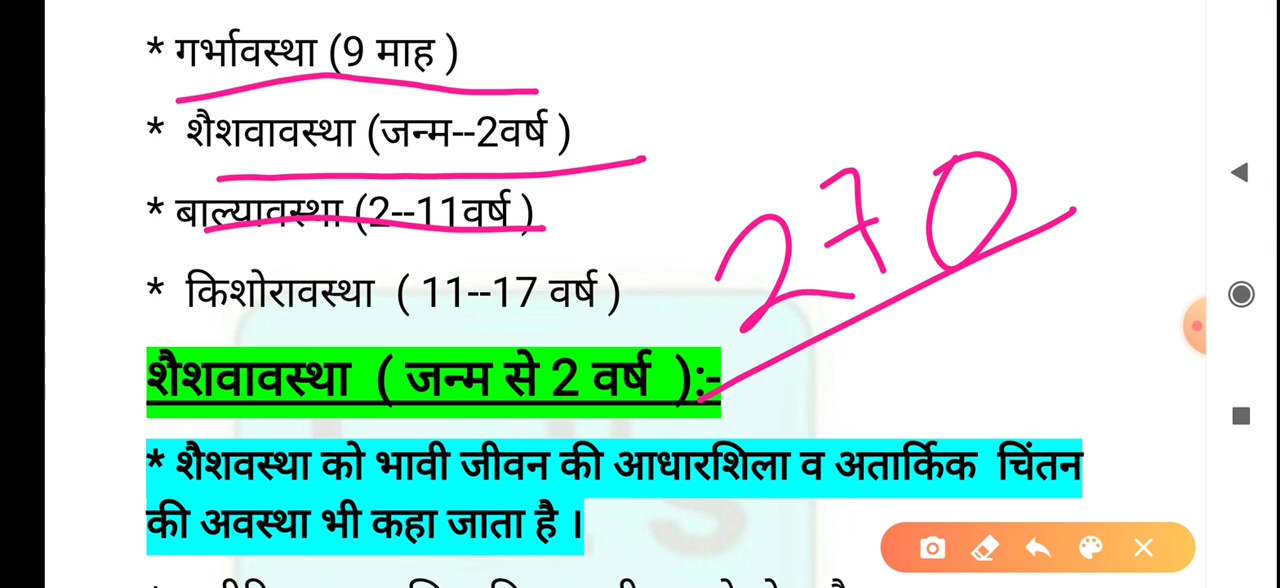 * गर्भावस्था (9 माह )
* शैशवावस्था (जन्म--2वर्ष )
* बाल्यावस्था (2--11वर्ष )
270
* किशोरावस्था ( 11--17 वर्ष )
शैशवावस्था ( जन्म से 2 वर्ष ):-
* शैशवस्था को भावी जीवन की आधारशिला व अतार्किक चिंतन
की अवस्था भी कहा जाता है ।